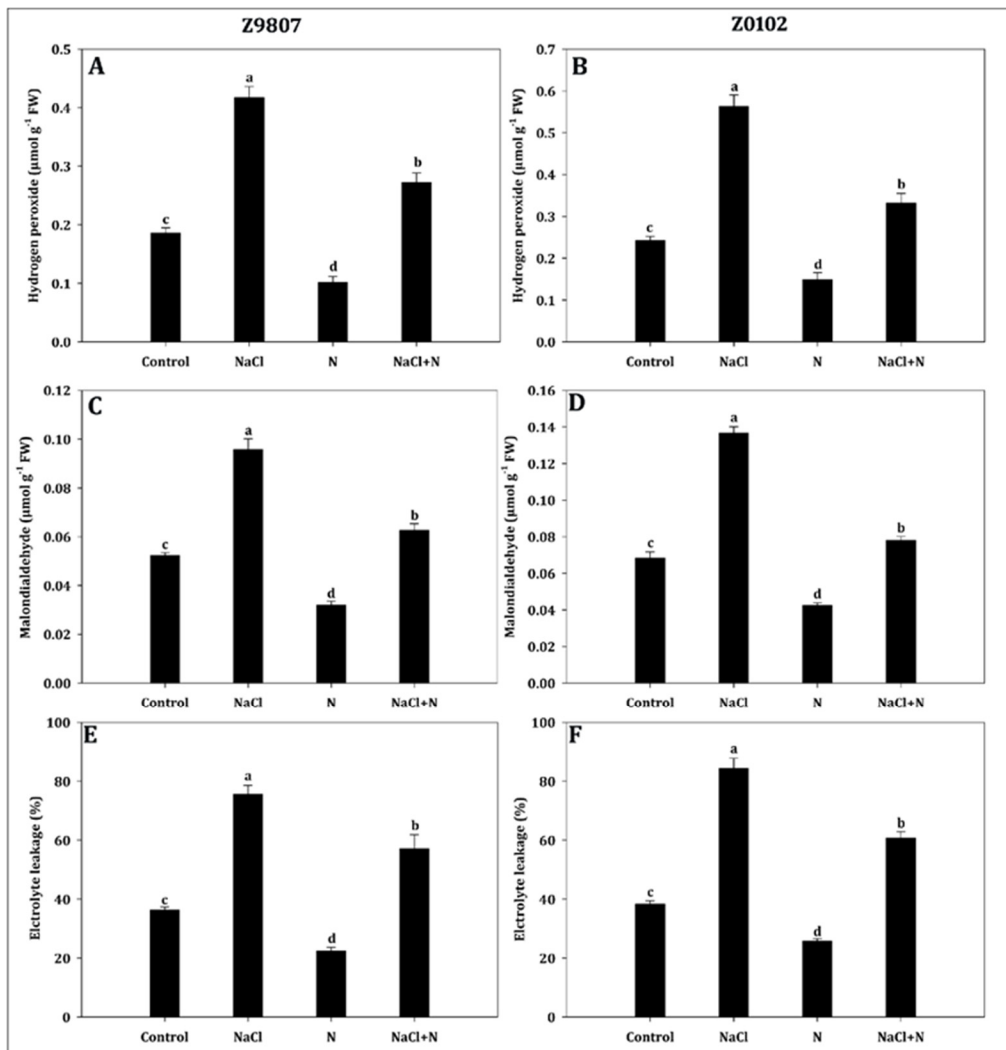 Z9807
Z0102
A
Hydrogen peroxide (µmol g⁻¹ FW)
0.5
0.4
0.3
0.2
0.1
0.0
c
a
d
b
Control NaCl N NaCl+N
B
Hydrogen peroxide (µmol g⁻¹ FW)
0.7
0.6
0.5
0.4
0.3
0.2
0.1
0.0
c
a
d
b
Control NaCl N NaCl+N
C
Malondialdehyde (µmol g⁻¹ FW)
0.12
0.10
0.08
0.06
0.04
0.02
0.00
c
a
d
b
Control NaCl N NaCl+N
D
Malondialdehyde (µmol g⁻¹ FW)
0.16
0.14
0.12
0.10
0.08
0.06
0.04
0.02
0.00
c
a
d
b
Control NaCl N NaCl+N
E
Elctrolyte leakage (%)
100
80
60
40
20
0
c
a
d
b
Control NaCl N NaCl+N
F
Elctrolyte leakage (%)
100
80
60
40
20
0
c
a
d
b
Control NaCl N NaCl+N